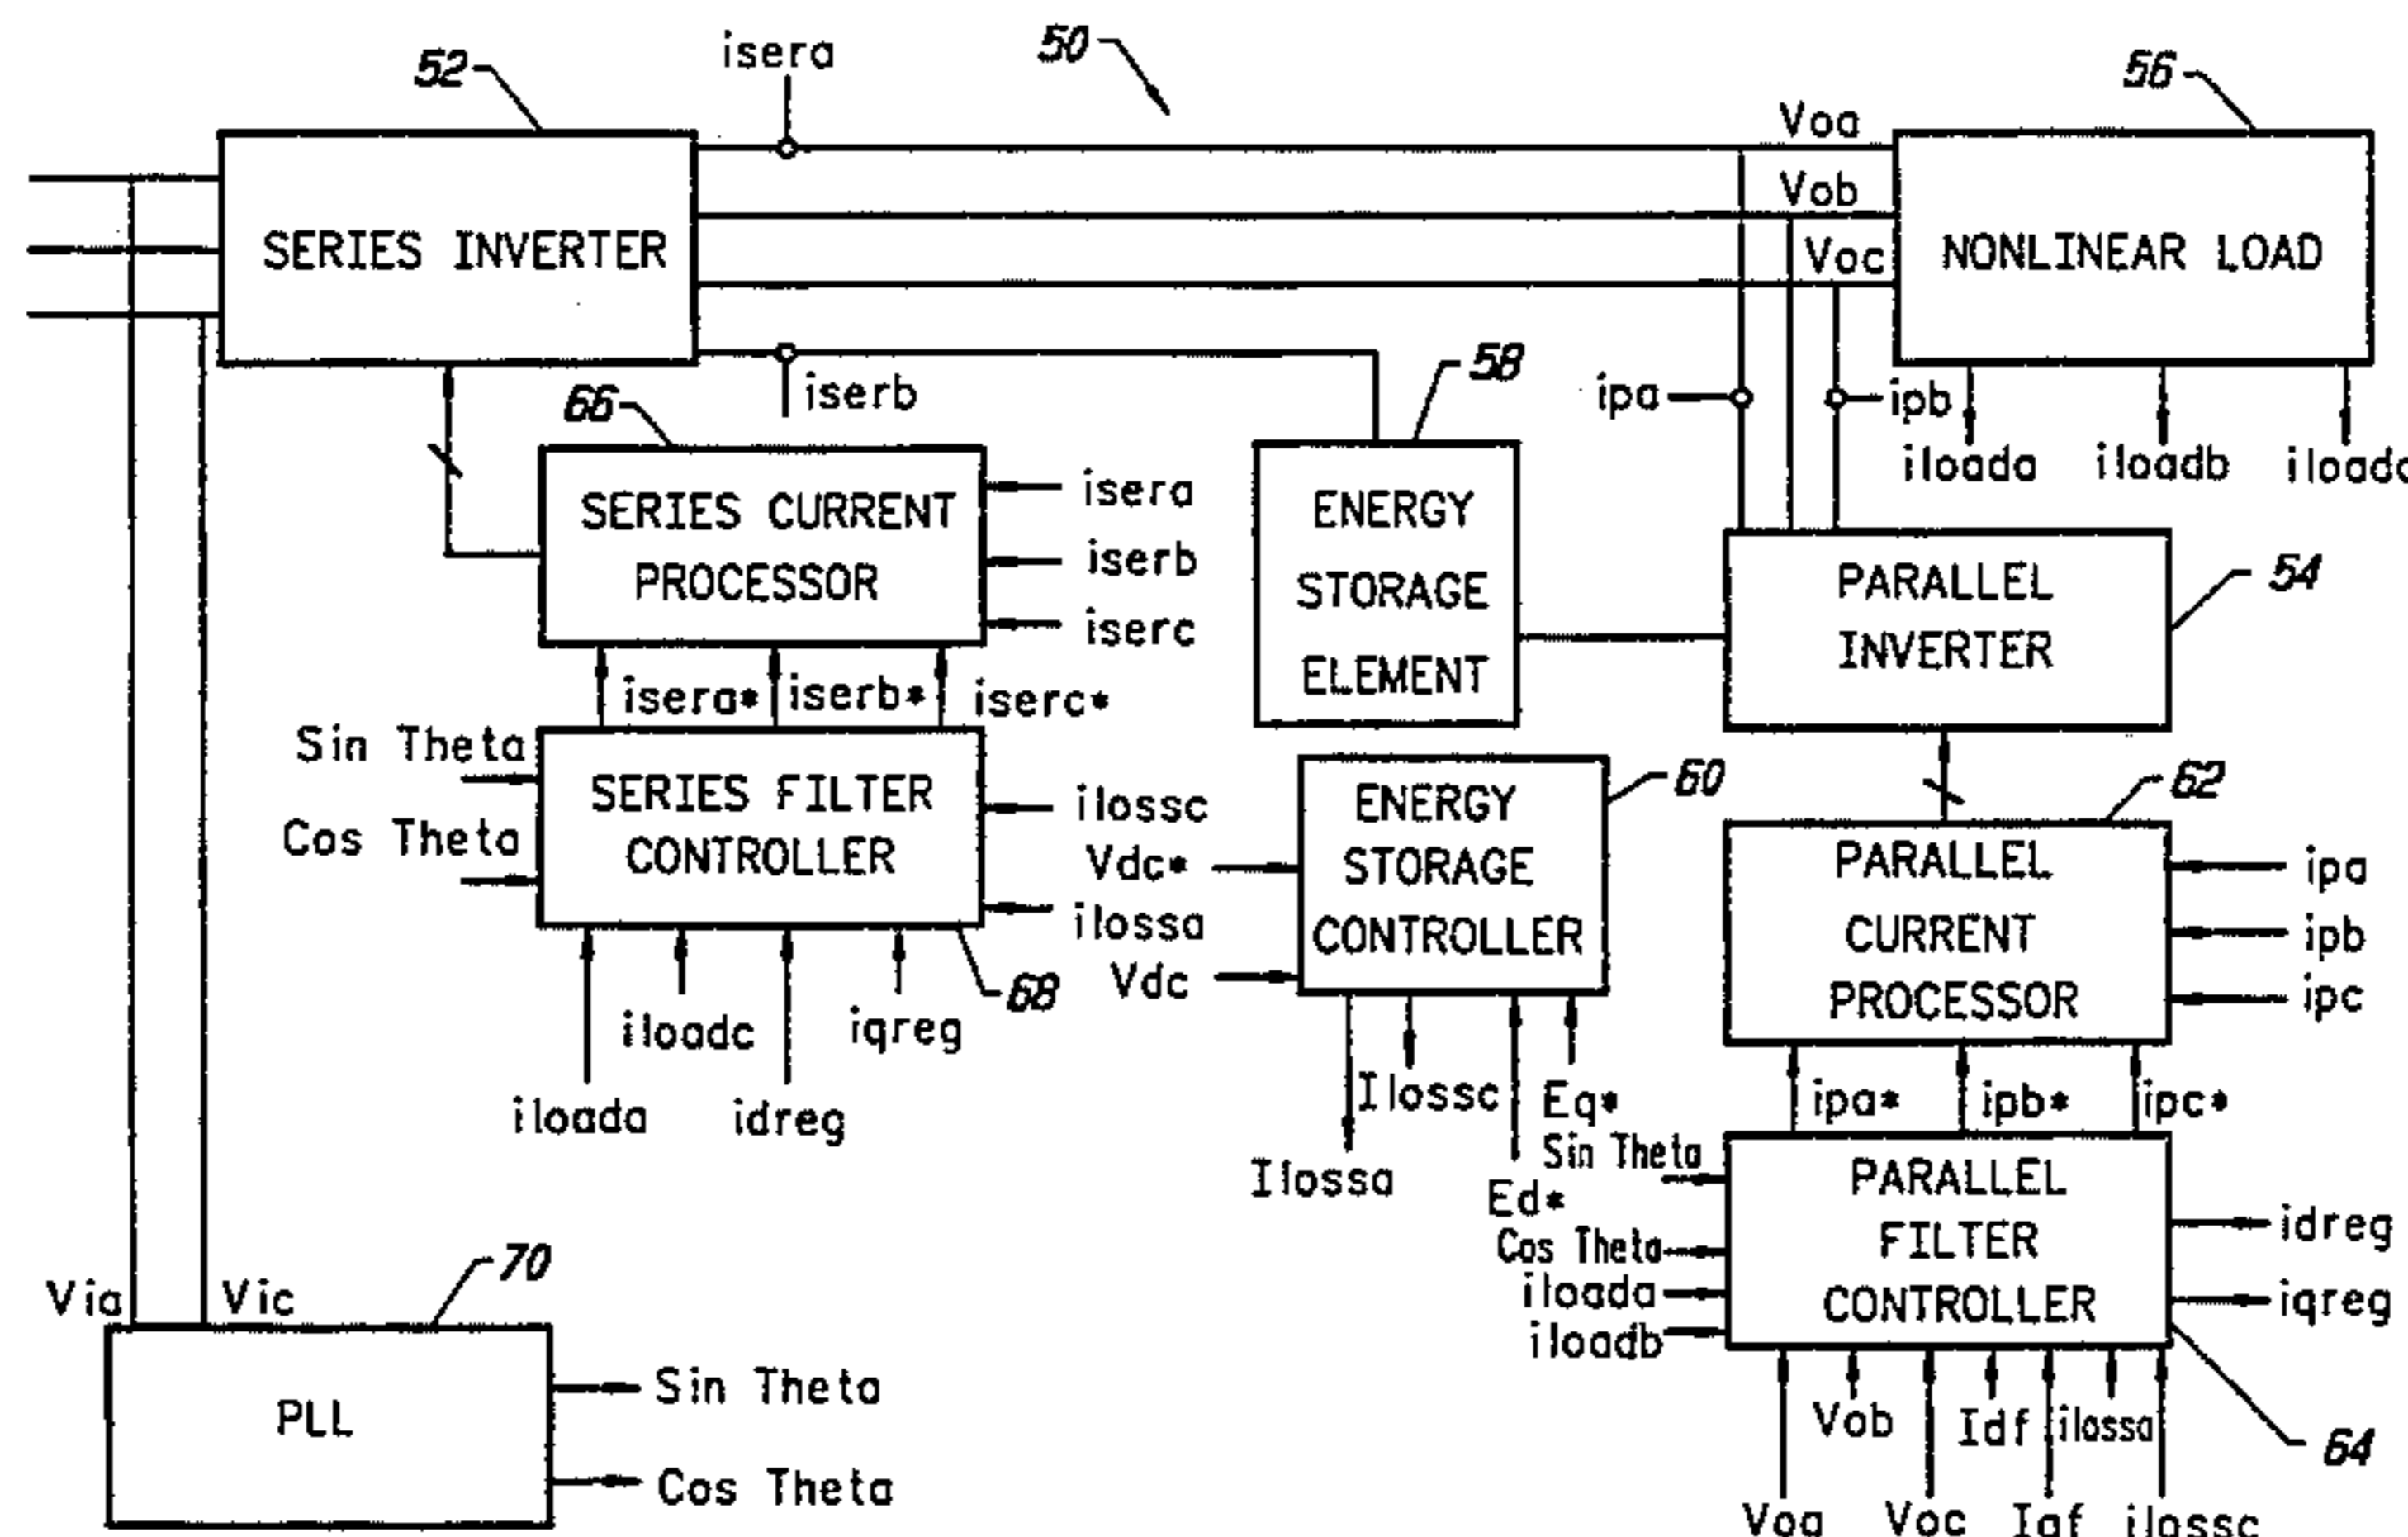 52
isera
50
56
Voa
Vob
Voc
SERIES INVERTER
NONLINEAR LOAD
iserb
58
ipa
ipb
iloada
iloadb
66
SERIES CURRENT
PROCESSOR
isera
iserb
iserc
ENERGY
STORAGE
ELEMENT
PARALLEL
INVERTER
54
isera*
iserb*
iserc*
Sin Theta
Cos Theta
SERIES FILTER
CONTROLLER
ilossc
ilossa
68
iloada
iloadc
idreg
iqreg
Vdc*
Vdc
ENERGY
STORAGE
CONTROLLER
60
Ilossa
Ilossc
Ed*
Eq*
62
PARALLEL
CURRENT
PROCESSOR
ipa
ipb
ipc
ipa*
ipb*
ipc*
Sin Theta
Cos Theta
iloada
iloadb
PARALLEL
FILTER
CONTROLLER
idreg
iqreg
64
Voa
Vob
Voc
Idf
Iqf
ilossa
ilossc
Via
Vic
70
PLL
Sin Theta
Cos Theta